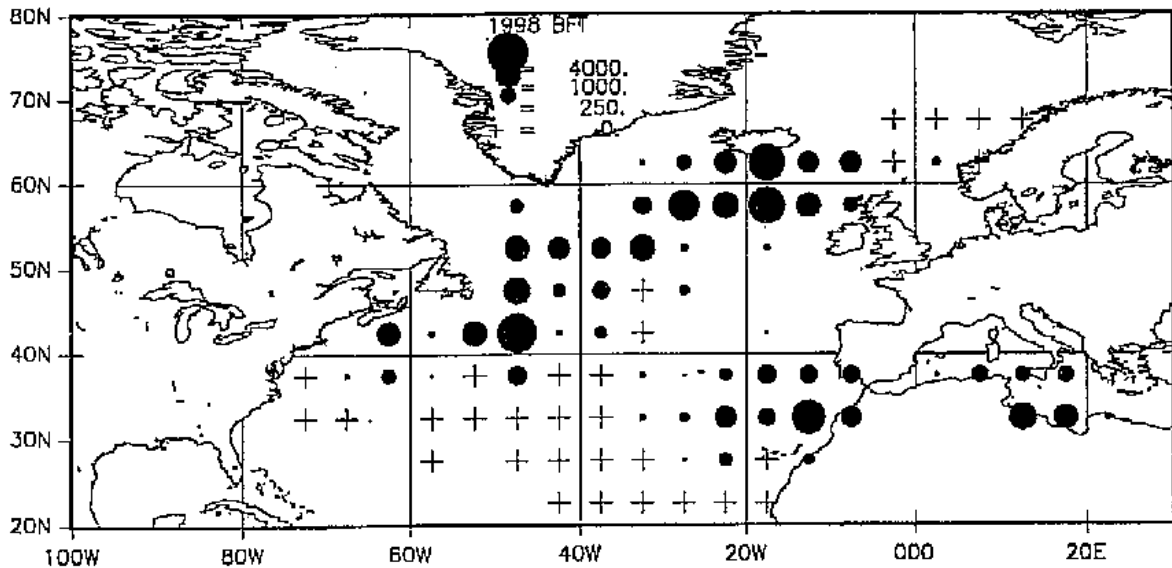 80N
1998 BFT
= 4000.
70N
= 1000.
= 250.
+ = 0
60N
50N
40N
30N
20N
100W 80W 60W 40W 20W 000 20E